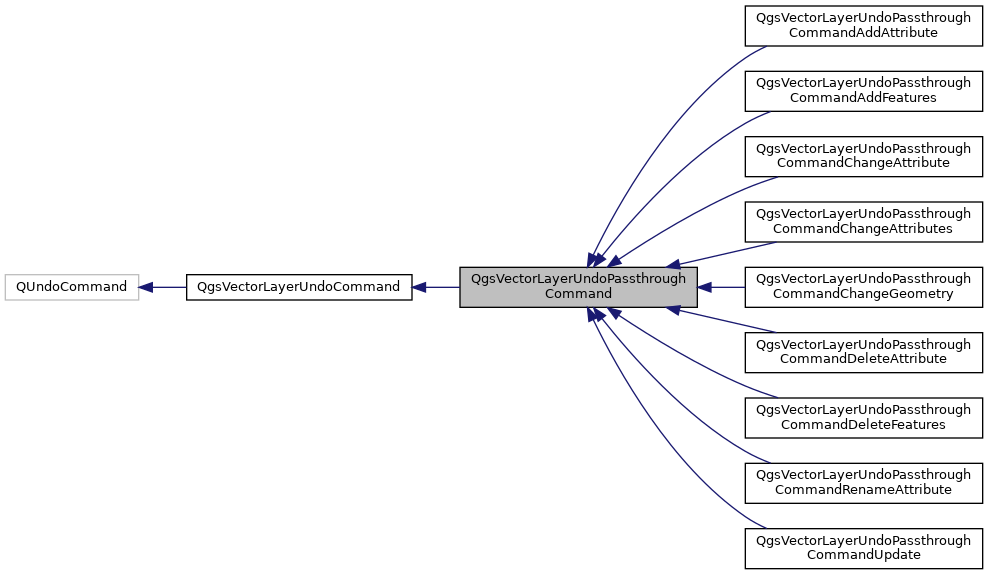 QUndoCommand
QgsVectorLayerUndoCommand
QgsVectorLayerUndoPassthrough
Command
QgsVectorLayerUndoPassthrough
CommandAddAttribute
QgsVectorLayerUndoPassthrough
CommandAddFeatures
QgsVectorLayerUndoPassthrough
CommandChangeAttribute
QgsVectorLayerUndoPassthrough
CommandChangeAttributes
QgsVectorLayerUndoPassthrough
CommandChangeGeometry
QgsVectorLayerUndoPassthrough
CommandDeleteAttribute
QgsVectorLayerUndoPassthrough
CommandDeleteFeatures
QgsVectorLayerUndoPassthrough
CommandRenameAttribute
QgsVectorLayerUndoPassthrough
CommandUpdate